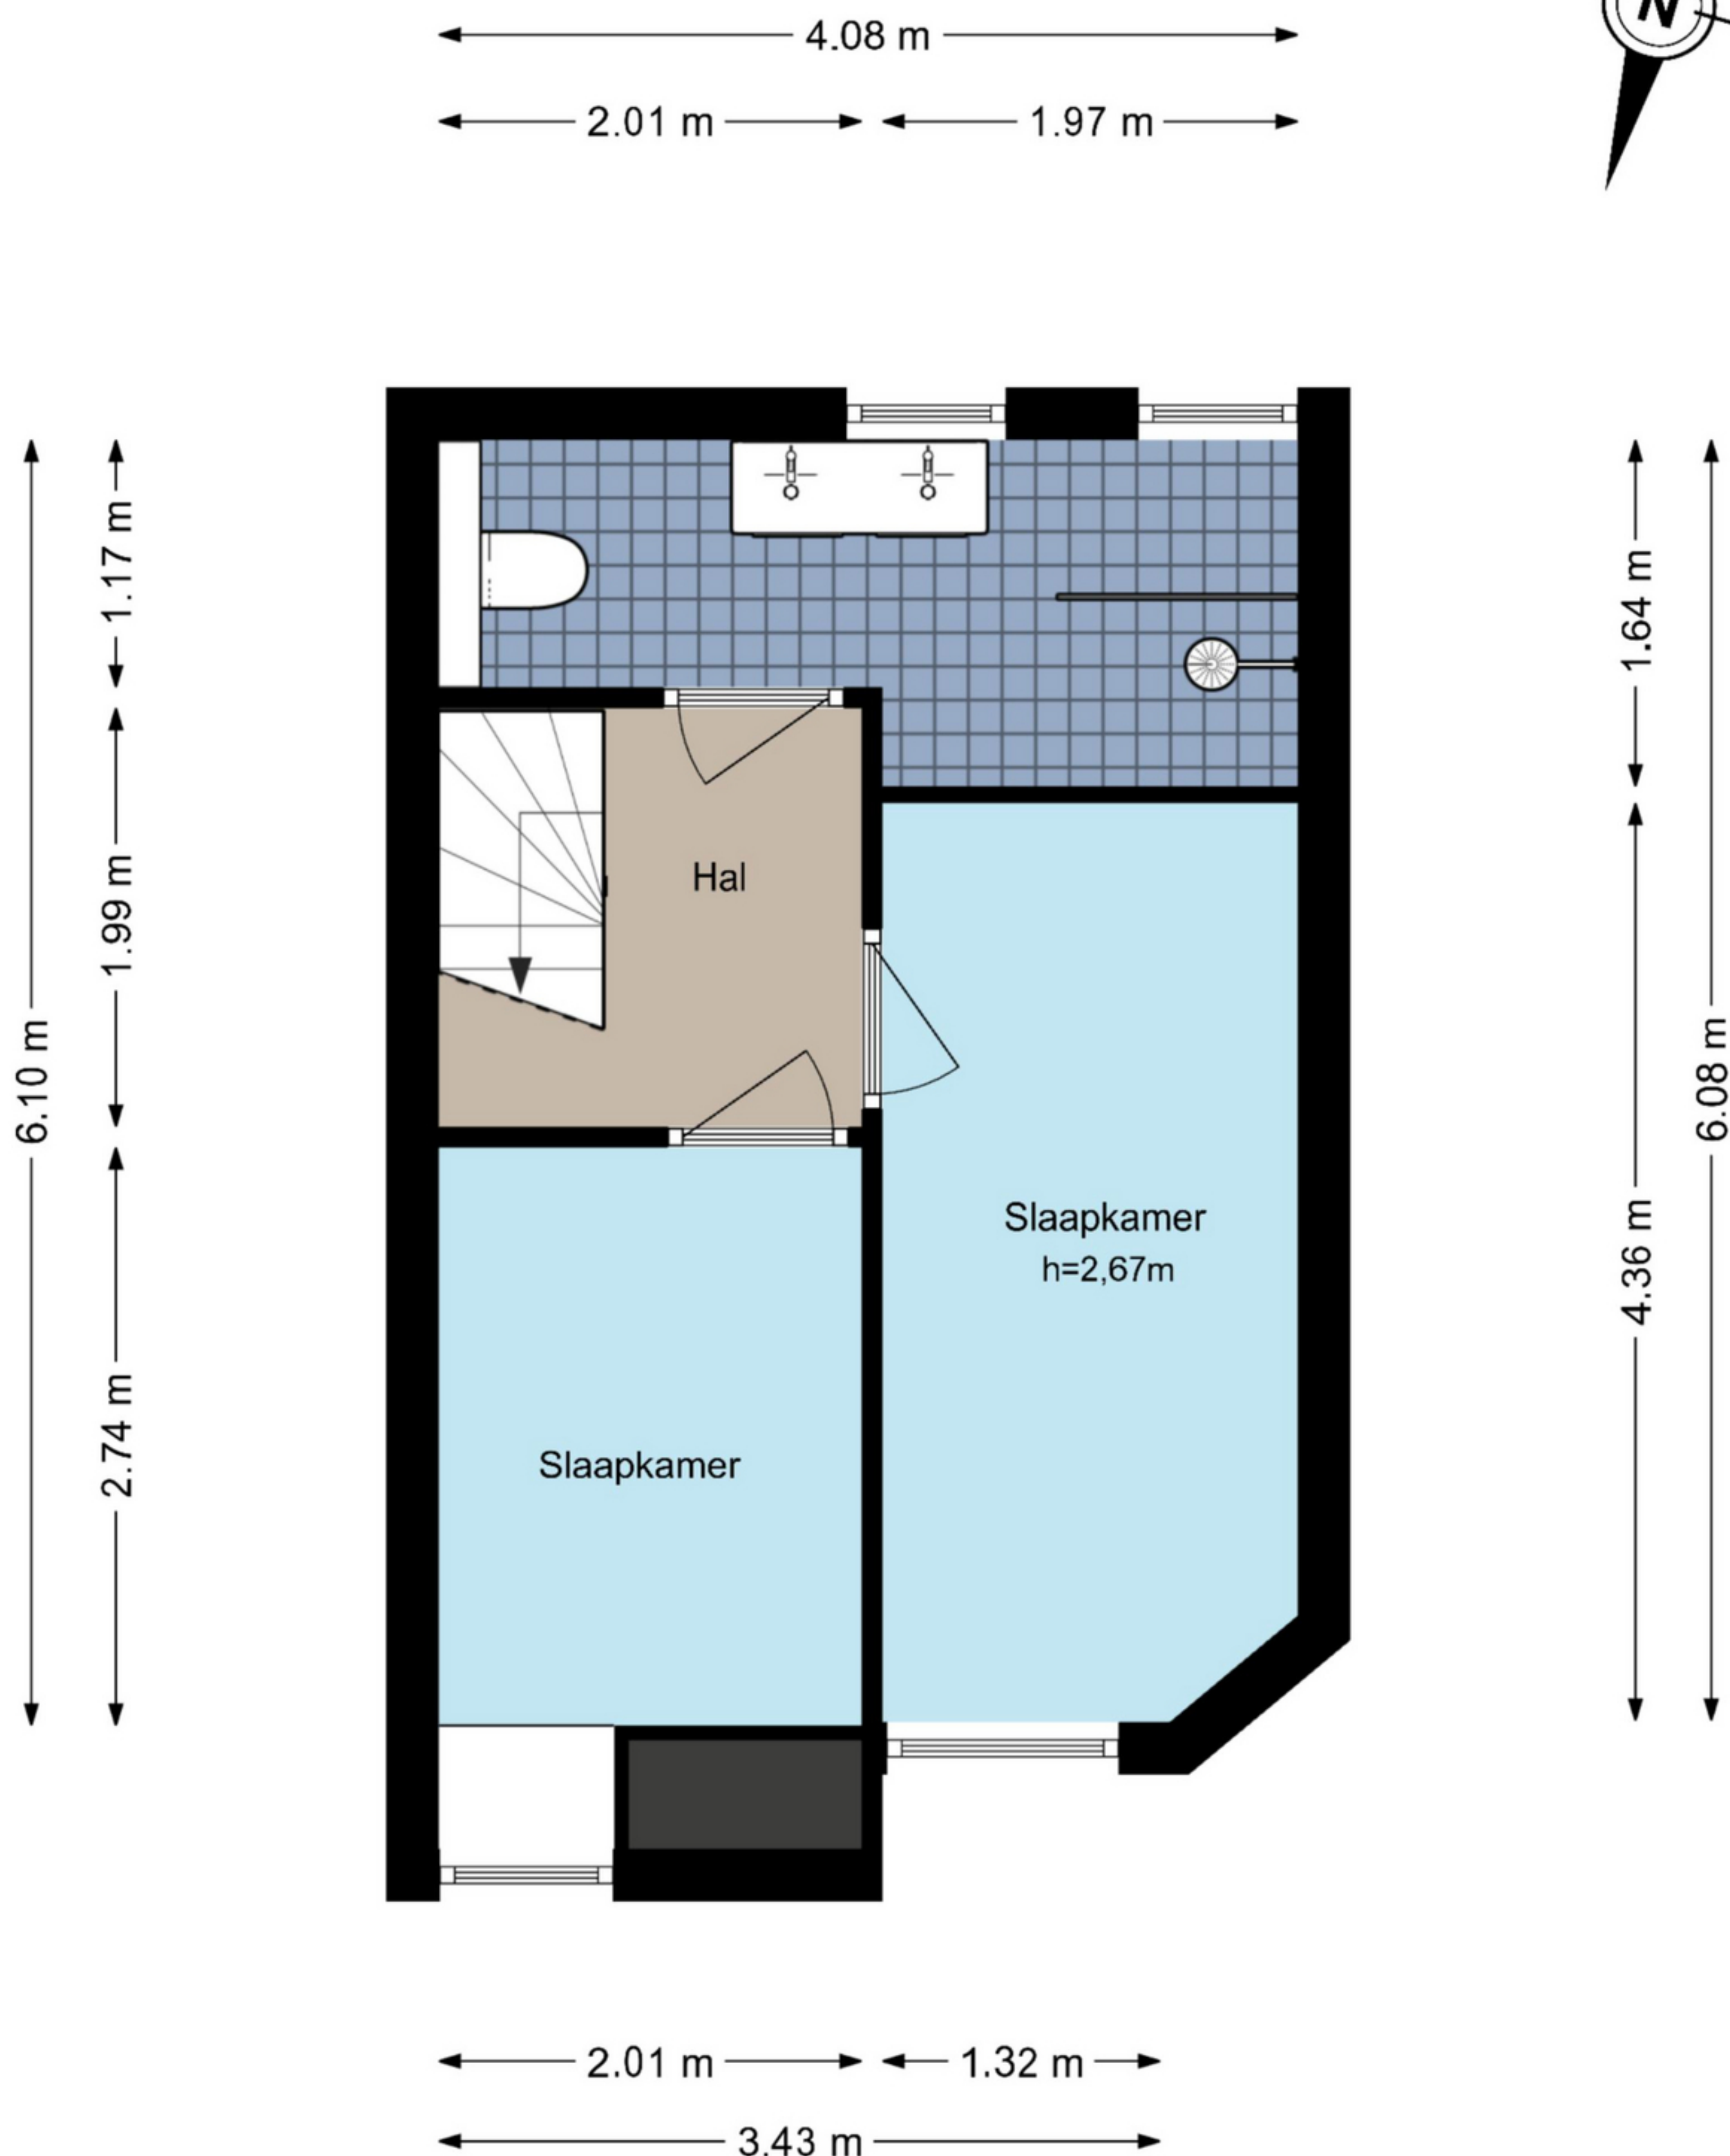 N
4.08 m
2.01 m
1.97 m
1.17 m
1.64 m
Hal
1.99 m
6.10 m
6.08 m
Slaapkamer
h=2,67m
4.36 m
2.74 m
Slaapkamer
2.01 m
1.32 m
3.43 m